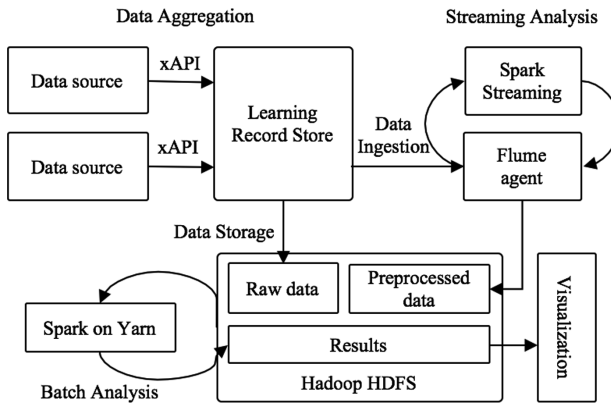 Data Aggregation
Streaming Analysis
Data source
xAPI
Data source
xAPI
Learning
Record Store
Data
Ingestion
Spark
Streaming
Flume
agent
Data Storage
Raw data
Preprocessed
data
Results
Hadoop HDFS
Spark on Yarn
Batch Analysis
Visualization